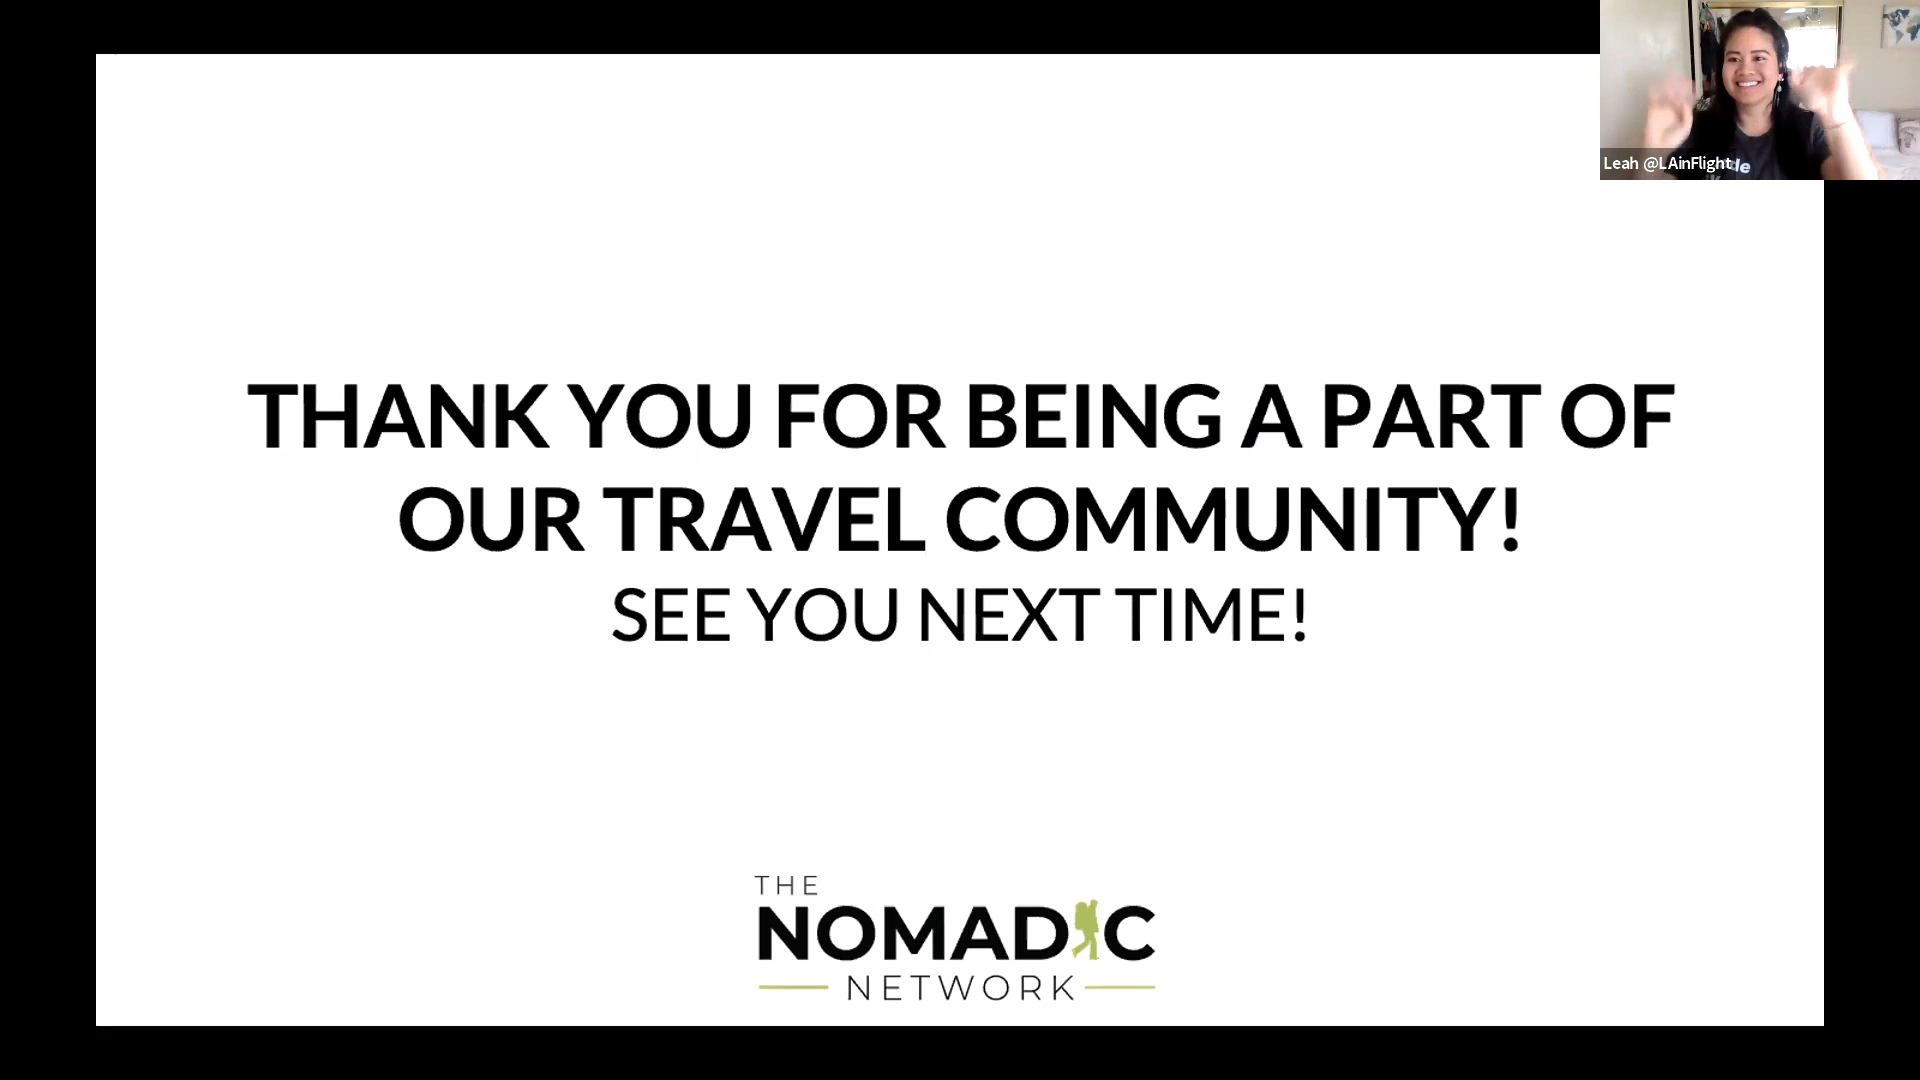 Leah @LAinFlight
THANK YOU FOR BEING A PART OF
OUR TRAVEL COMMUNITY!
SEE YOU NEXT TIME!
THE
NOMADIC
NETWORK